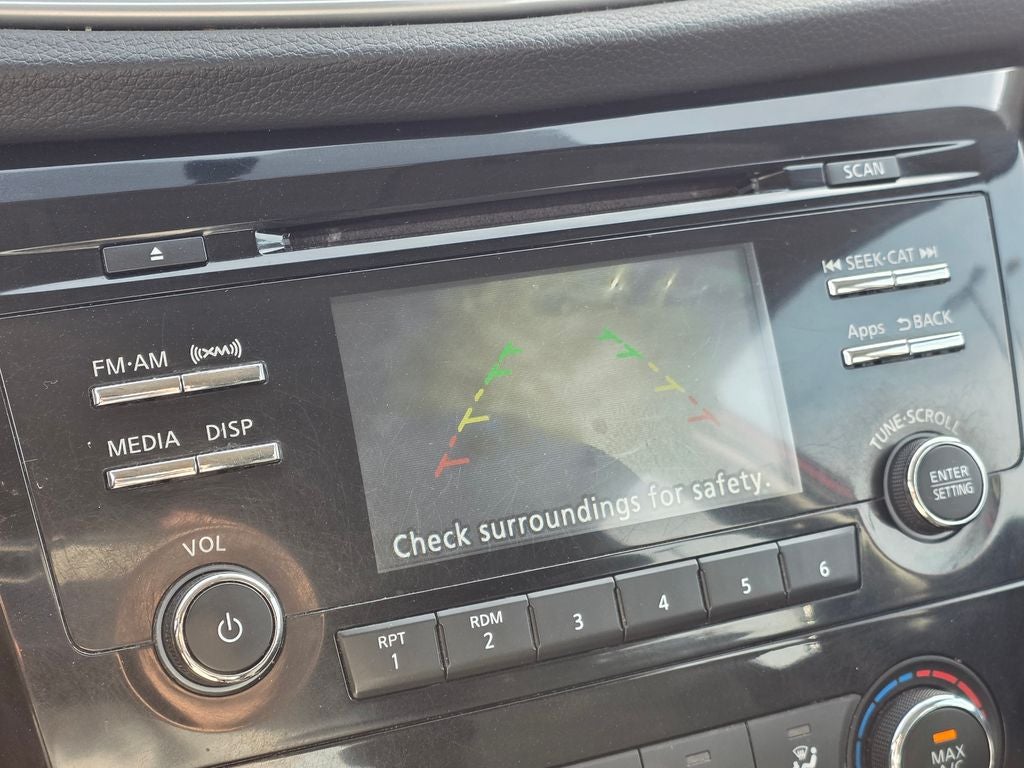 SCAN
SEEK·CAT
FM·AM
((XM))
Apps
BACK
MEDIA
DISP
TUNE·SCROLL
ENTER
SETTING
Check surroundings for safety.
VOL
RPT
1
RDM
2
3
4
5
6
MAX
A/C